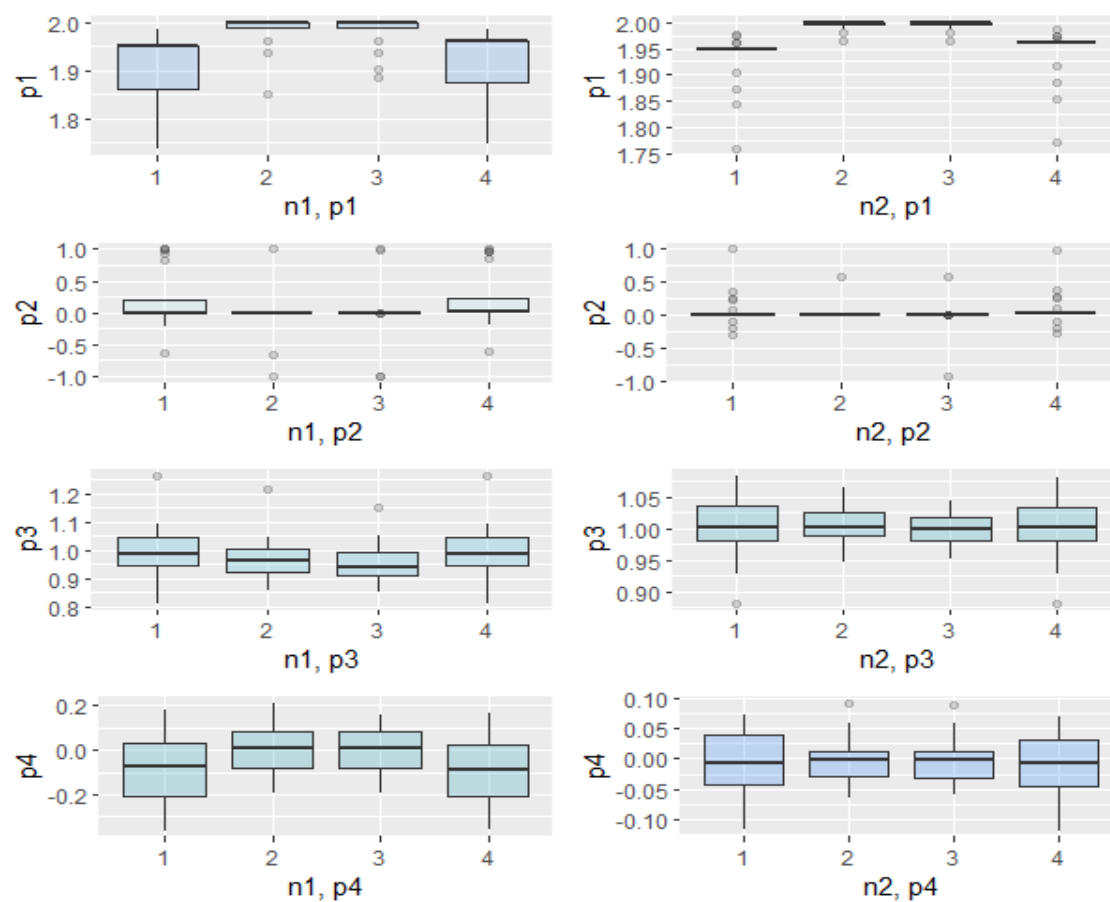 p1
2.0
1.9
1.8
1 2 3 4
n1, p1
p1
2.00
1.95
1.90
1.85
1.80
1.75
1 2 3 4
n2, p1
p2
1.0
0.5
0.0
-0.5
-1.0
1 2 3 4
n1, p2
p2
1.0
0.5
0.0
-0.5
-1.0
1 2 3 4
n2, p2
p3
1.2
1.1
1.0
0.9
0.8
1 2 3 4
n1, p3
p3
1.05
1.00
0.95
0.90
1 2 3 4
n2, p3
p4
0.2
0.0
-0.2
1 2 3 4
n1, p4
p4
0.10
0.05
0.00
-0.05
-0.10
1 2 3 4
n2, p4